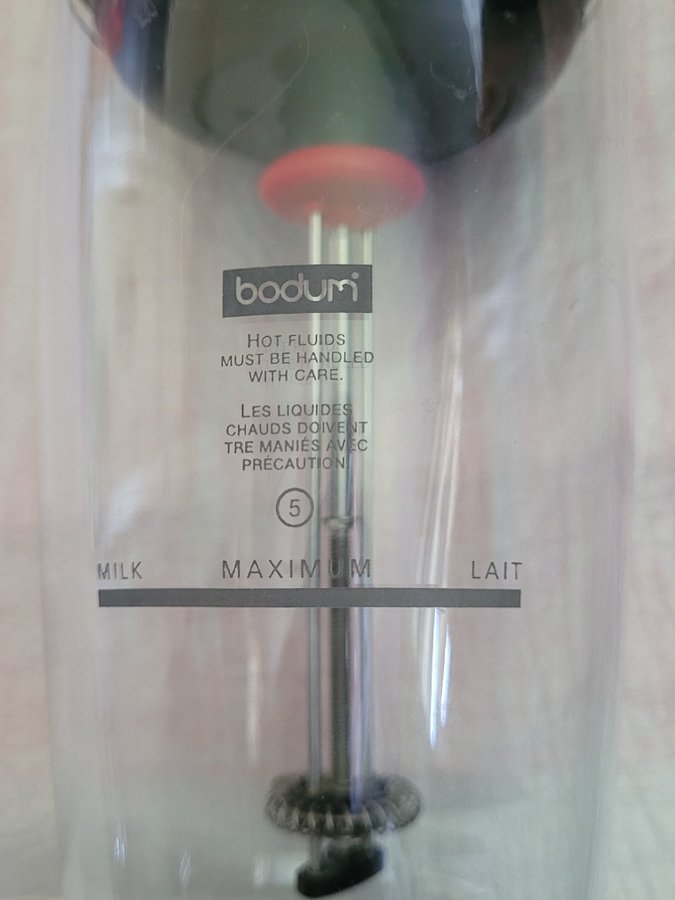 bodum
HOT FLUIDS
MUST BE HANDLED
WITH CARE.
LES LIQUIDES
CHAUDS DOIVENT
TRE MANIÉS AVEC
PRÉCAUTION.
5
MILK MAXIMUM LAIT